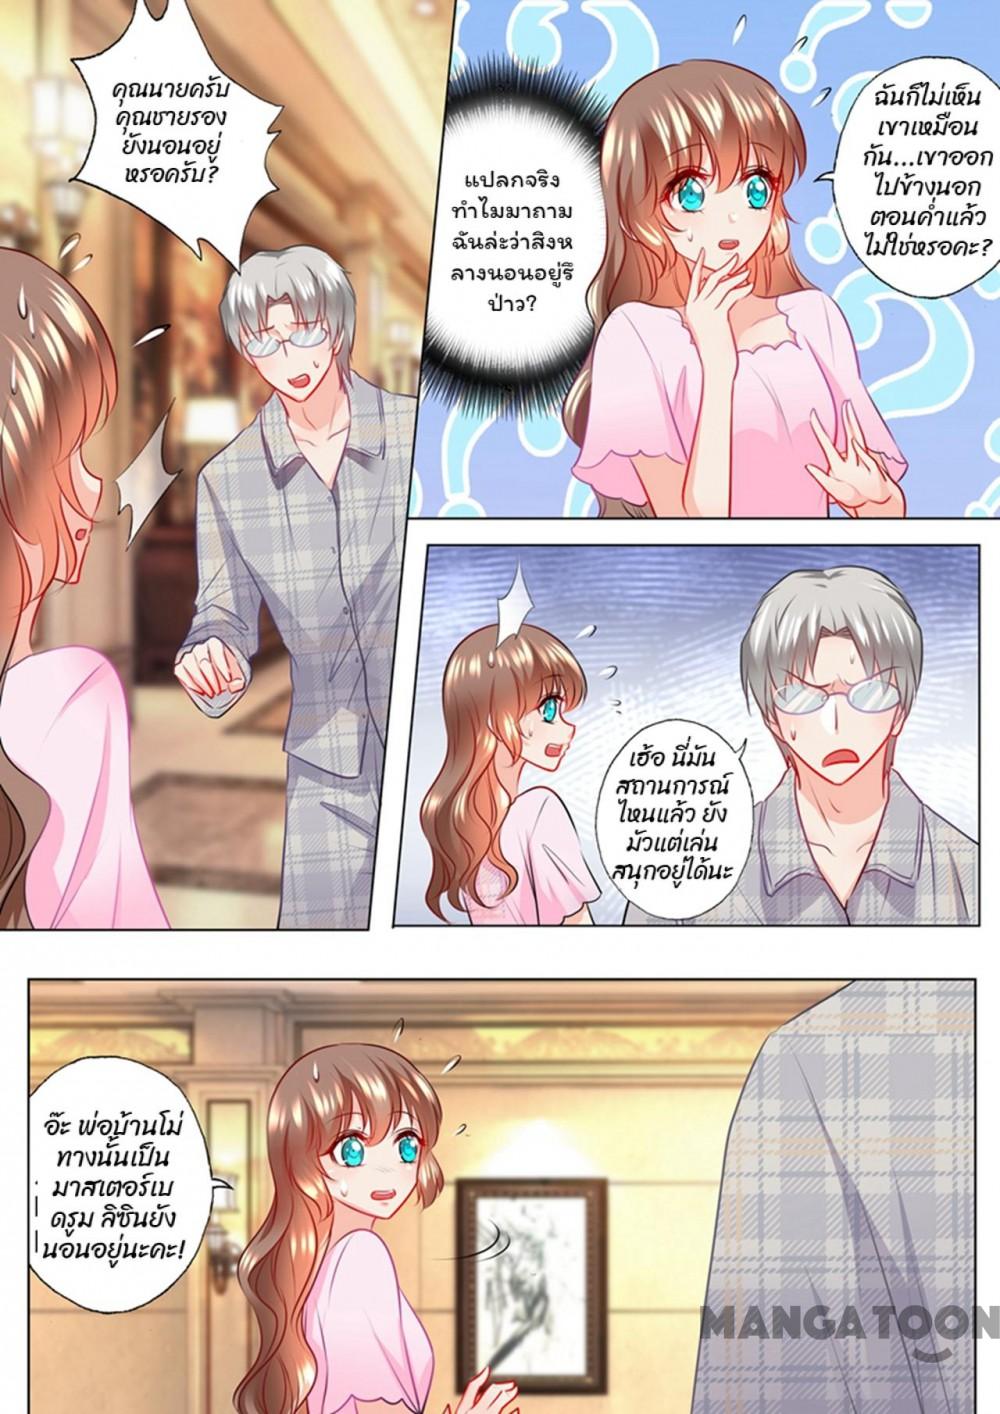 คุณนายครับ
คุณชายรอง
ยังนอนอยู่
หรอครับ?
ฉันก็ไม่เห็น
เขาเหมือน
กัน...เขาออก
ไปข้างนอก
ตอนค่ำแล้ว
ไม่ใช่หรอคะ?
แปลกจริง
ทำไมมาถาม
ฉันล่ะว่าสิงห
ลางนอนอยู่รึ
ป่าว?
เฮ้อ นี่มัน
สถานการณ์
ไหนแล้ว ยัง
มัวแต่เล่น
สนุกอยู่ได้นะ
อ๊ะ พ่อบ้านโม่
ทางนั้นเป็น
มาสเตอร์เบ
ดรูม ลิซินยัง
นอนอยู่นะคะ!
MANGATOON